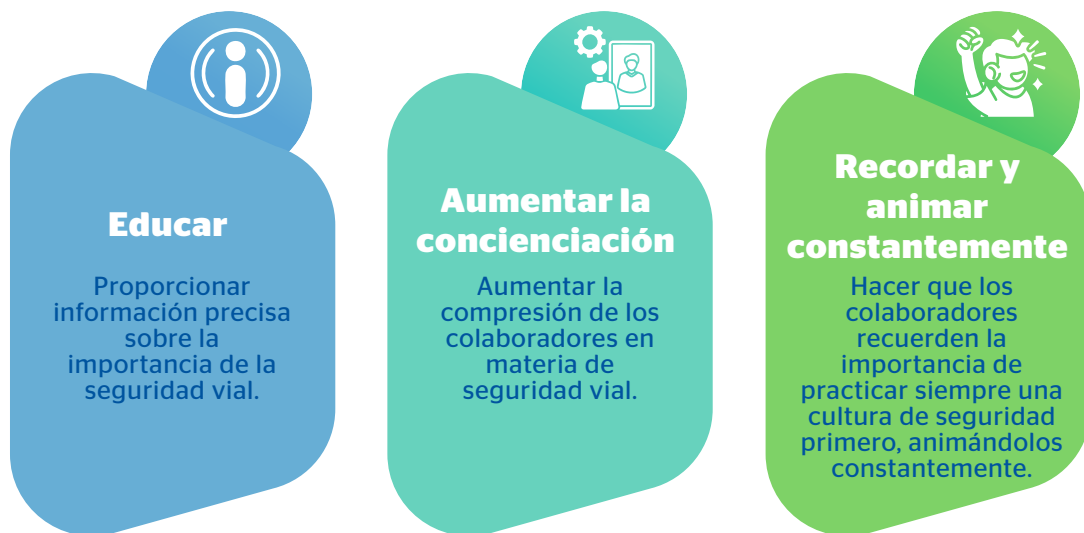 Educar
Proporcionar
información precisa
sobre la
importancia de la
seguridad vial.
Aumentar la
concienciación
Aumentar la
compresión de los
colaboradores en
materia de
seguridad vial.
Recordar y
animar
constantemente
Hacer que los
colaboradores
recuerden la
importancia de
practicar siempre una
cultura de seguridad
primero, animándolos
constantemente.